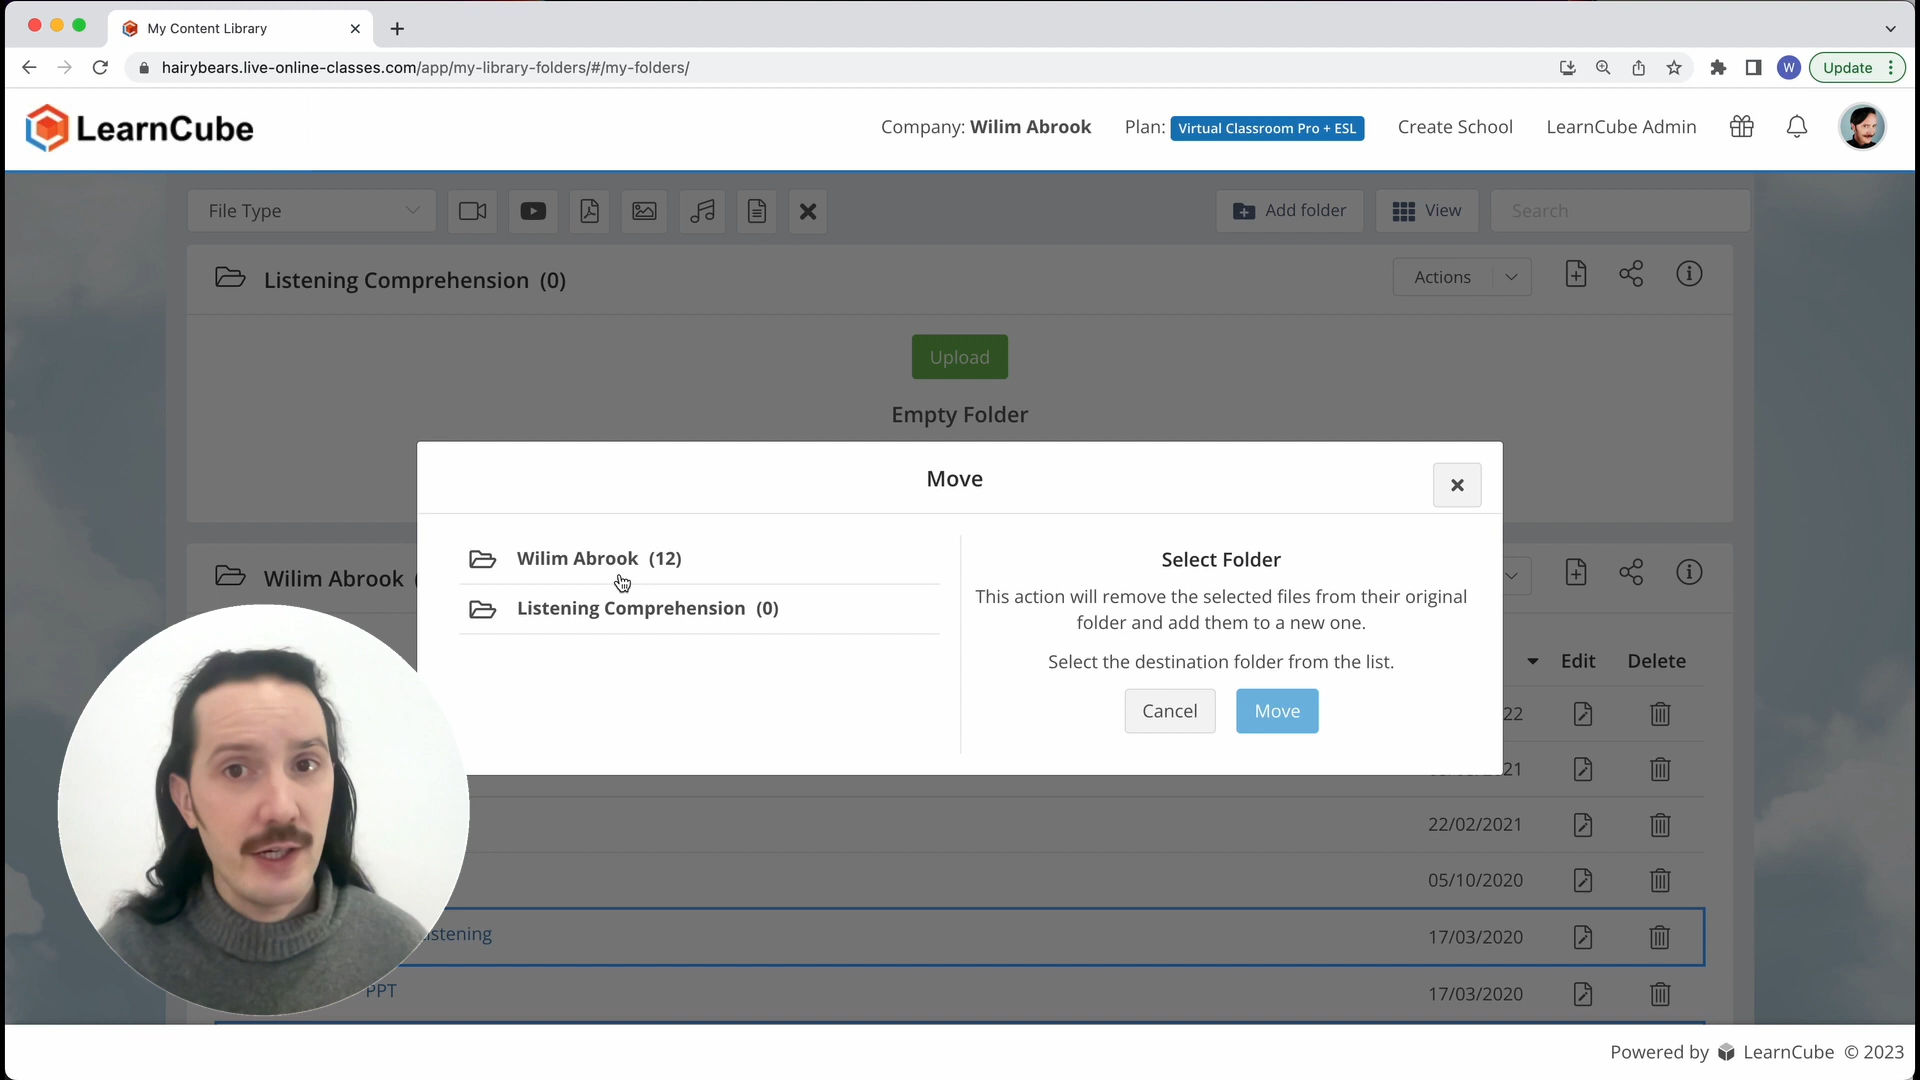 My Content Library
hairybears.live-online-classes.com/app/my-library-folders/#/my-folders/
W
Update
LearnCube
Company: Wilim Abrook
Plan: Virtual Classroom Pro + ESL
Create School
LearnCube Admin
File Type
Add folder
View
Search
Listening Comprehension (0)
Actions
Upload
Empty Folder
Move
Wilim Abrook (12)
Listening Comprehension (0)
Select Folder
This action will remove the selected files from their original
folder and add them to a new one.
Select the destination folder from the list.
Cancel
Move
Wilim Abrook
Edit
Delete
22
21
22/02/2021
05/10/2020
istening
17/03/2020
PPT
17/03/2020
Powered by LearnCube © 2023